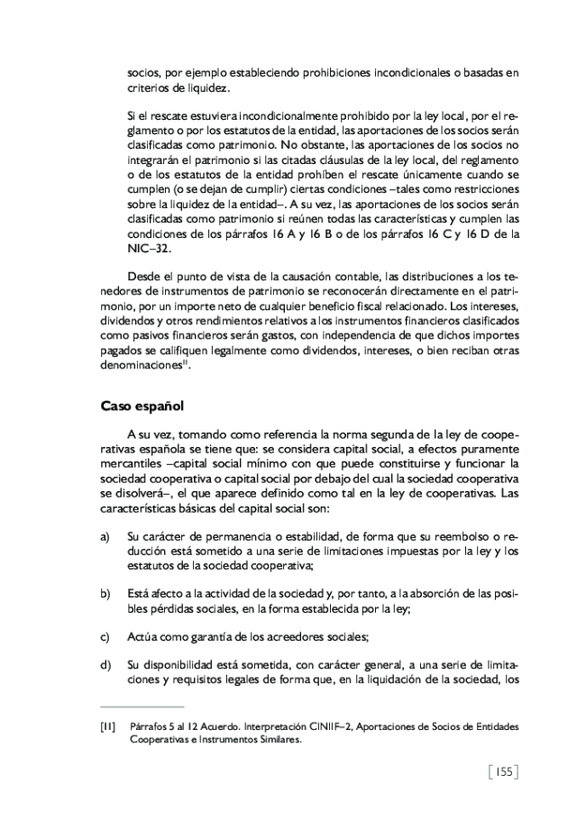 socios, por ejemplo estableciendo prohibiciones incondicionales o basadas en
criterios de liquidez.
Si el rescate estuviera incondicionalmente prohibido por la ley local, por el re-
glamento o por los estatutos de la entidad, las aportaciones de los socios serán
clasificadas como patrimonio. No obstante, las aportaciones de los socios no
integrarán el patrimonio si las citadas cláusulas de la ley local, del reglamento
o de los estatutos de la entidad prohíben el rescate únicamente cuando se
cumplen (o se dejan de cumplir) ciertas condiciones –tales como restricciones
sobre la liquidez de la entidad–. A su vez, las aportaciones de los socios serán
clasificadas como patrimonio si reúnen todas las características y cumplen las
condiciones de los párrafos 16 A y 16 B o de los párrafos 16 C y 16 D de la
NIC–32.
Desde el punto de vista de la causación contable, las distribuciones a los te-
nedores de instrumentos de patrimonio se reconocerán directamente en el patri-
monio, por un importe neto de cualquier beneficio fiscal relacionado. Los intereses,
dividendos y otros rendimientos relativos a los instrumentos financieros clasificados
como pasivos financieros serán gastos, con independencia de que dichos importes
pagados se califiquen legalmente como dividendos, intereses, o bien reciban otras
denominaciones¹¹.
Caso español
A su vez, tomando como referencia la norma segunda de la ley de coope-
rativas española se tiene que: se considera capital social, a efectos puramente
mercantiles –capital social mínimo con que puede constituirse y funcionar la
sociedad cooperativa o capital social por debajo del cual la sociedad cooperativa
se disolverá–, el que aparece definido como tal en la ley de cooperativas. Las
características básicas del capital social son:
a) Su carácter de permanencia o estabilidad, de forma que su reembolso o re-
ducción está sometido a una serie de limitaciones impuestas por la ley y los
estatutos de la sociedad cooperativa;
b) Está afecto a la actividad de la sociedad y, por tanto, a la absorción de las posi-
bles pérdidas sociales, en la forma establecida por la ley;
c) Actúa como garantía de los acreedores sociales;
d) Su disponibilidad está sometida, con carácter general, a una serie de limita-
ciones y requisitos legales de forma que, en la liquidación de la sociedad, los
[11] Párrafos 5 al 12 Acuerdo. Interpretación CINIIF–2, Aportaciones de Socios de Entidades
Cooperativas e Instrumentos Similares.
[155]